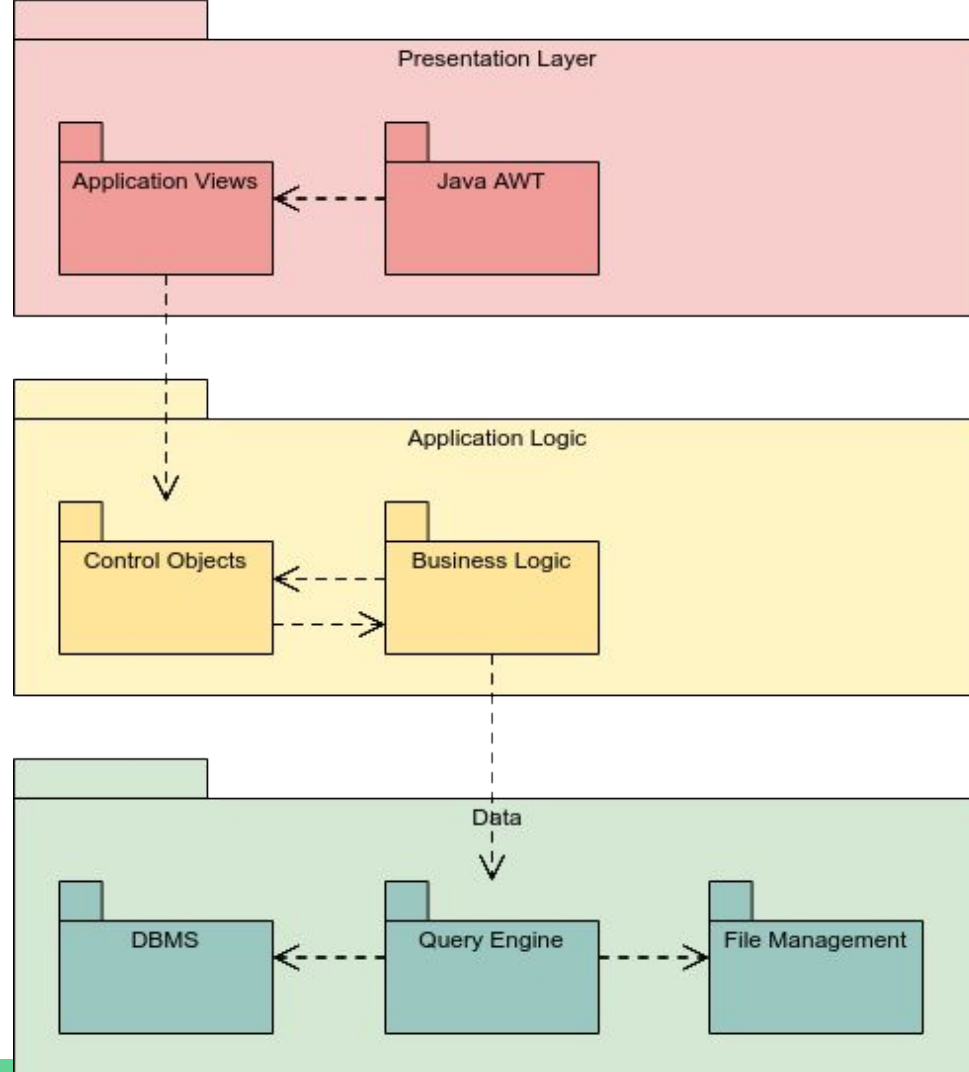 Presentation Layer
Application Views
Java AWT
Application Logic
Control Objects
Business Logic
Data
DBMS
Query Engine
File Management